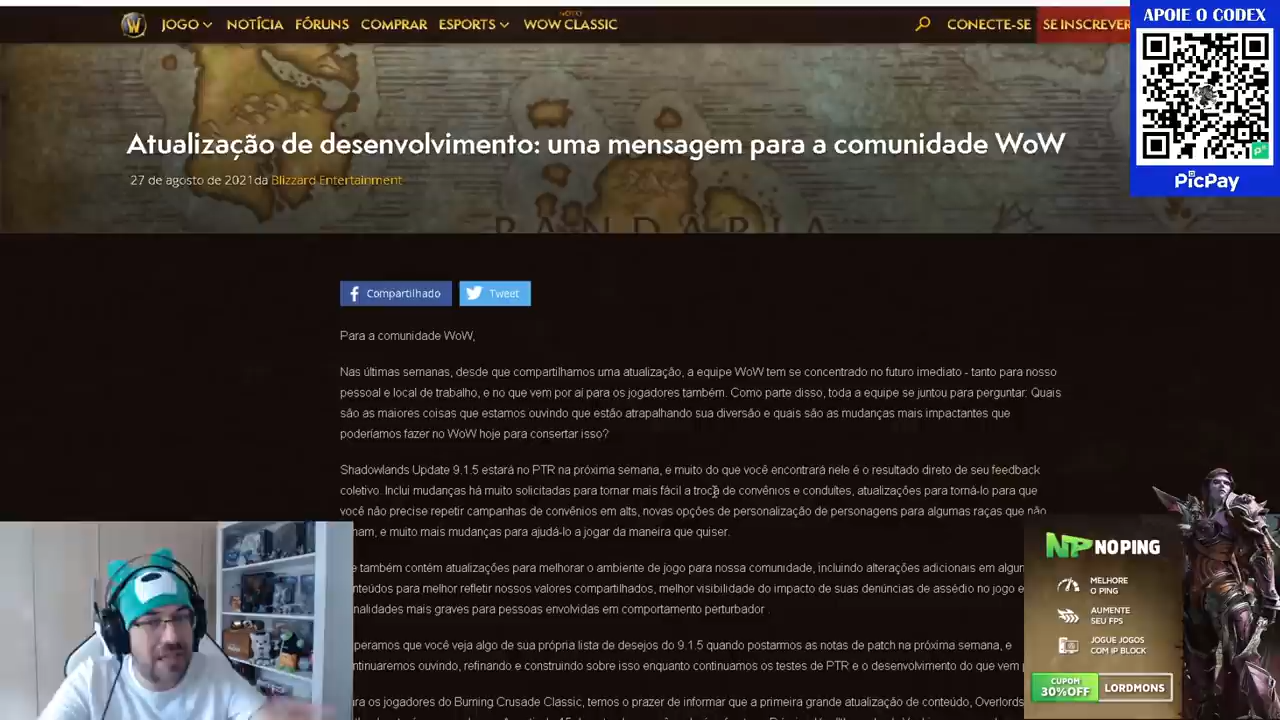 JOGO NOTÍCIA FÓRUNS COMPRAR ESPORTS WOW CLASSIC
CONECTE-SE SE INSCREVER
APOIE O CODEX
PicPay
Atualização de desenvolvimento: uma mensagem para a comunidade WoW
27 de agosto de 2021da Blizzard Entertainment
PANDARIA
Compartilhado Tweet
Para a comunidade WoW,
Nas últimas semanas, desde que compartilhamos uma atualização, a equipe WoW tem se concentrado no futuro imediato - tanto para nosso
pessoal e local de trabalho, e no que vem por aí para os jogadores também. Como parte disso, toda a equipe se juntou para perguntar: Quais
são as maiores coisas que estamos ouvindo que estão atrapalhando sua diversão e quais são as mudanças mais impactantes que
poderíamos fazer no WoW hoje para consertar isso?
Shadowlands Update 9.1.5 estará no PTR na próxima semana, e muito do que você encontrará nele é o resultado direto de seu feedback
coletivo. Inclui mudanças há muito solicitadas para tornar mais fácil a troca de convênios e conduítes, atualizações para torná-lo para que
você não precise repetir campanhas de convênios em alts, novas opções de personalização de personagens para algumas raças que não
e muito mais mudanças para ajudá-lo a jogar da maneira que quiser.
também contém atualizações para melhorar o ambiente de jogo para nossa comunidade, incluindo alterações adicionais em
para melhor refletir nossos valores compartilhados, melhor visibilidade do impacto de suas denúncias de assédio no jogo e
mais graves para pessoas envolvidas em comportamento perturbador .
que você veja algo de sua própria lista de desejos do 9.1.5 quando postarmos as notas de patch na próxima semana, e
ouvindo, refinando e construindo sobre isso enquanto continuamos os testes de PTR e o desenvolvimento do que vem
os jogadores do Burning Crusade Classic, temos o prazer de informar que a primeira grande atualização de conteúdo, Overlords
NP NOPING
MELHORE
O PING
AUMENTE
SEU FPS
JOGUE JOGOS
COM IP BLOCK
CUPOM
30%OFF
LORDMONS